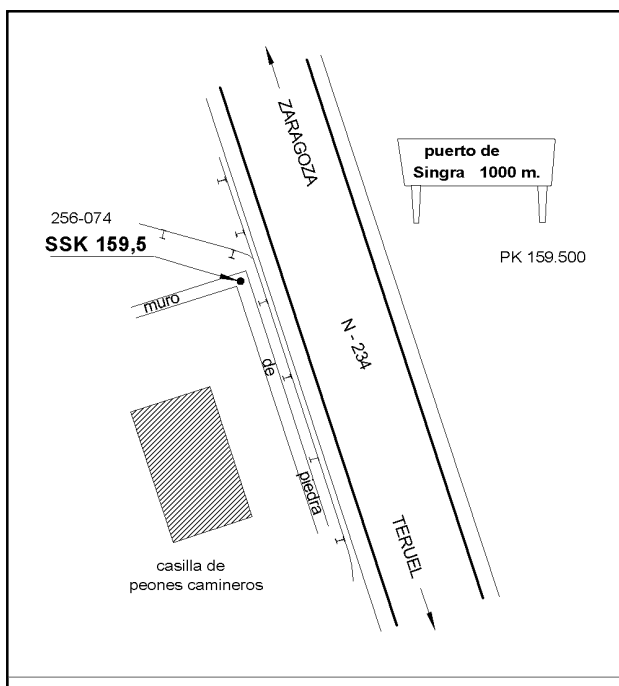 ZARAGOZA
puerto de
Singra 1000 m.
256-074
SSK 159,5
PK 159.500
muro
de
piedra
N - 234
TERUEL
casilla de
peones camineros